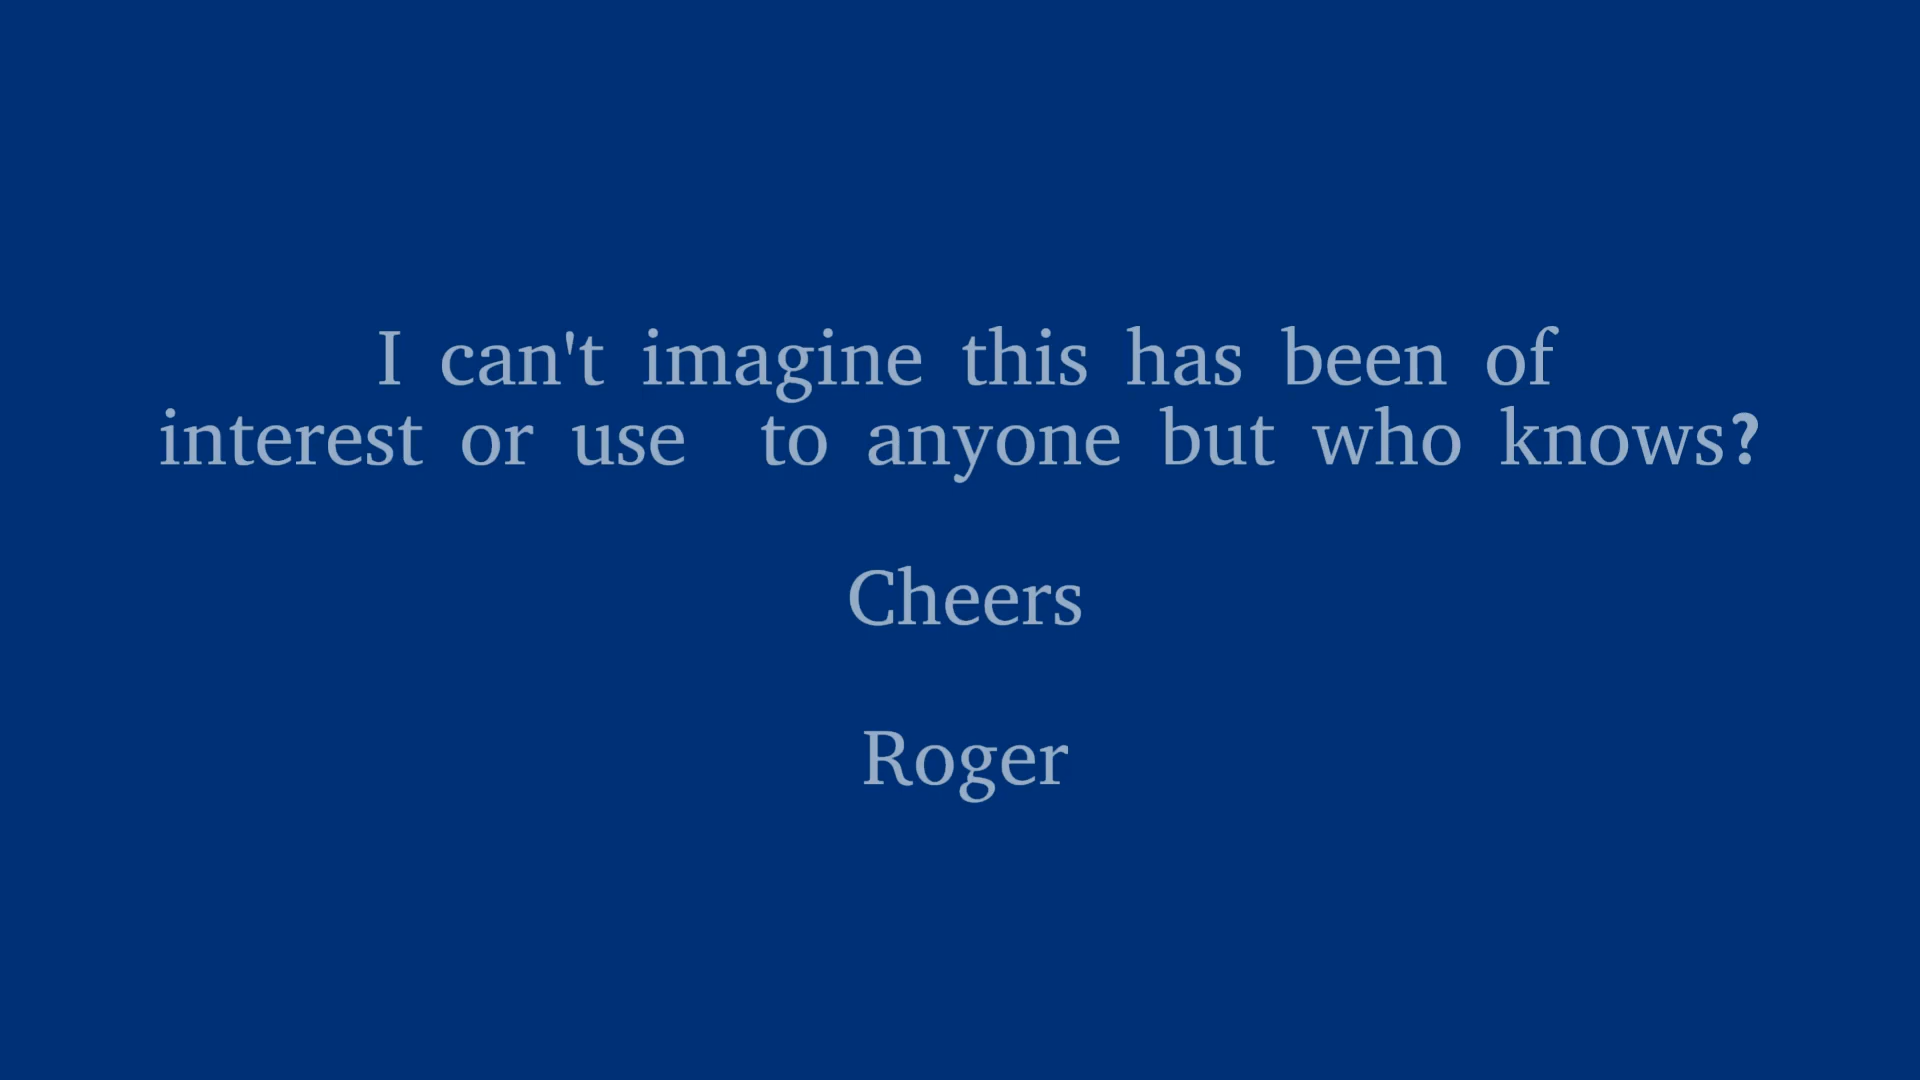 I can't imagine this has been of
interest or use  to anyone but who knows?
Cheers
Roger